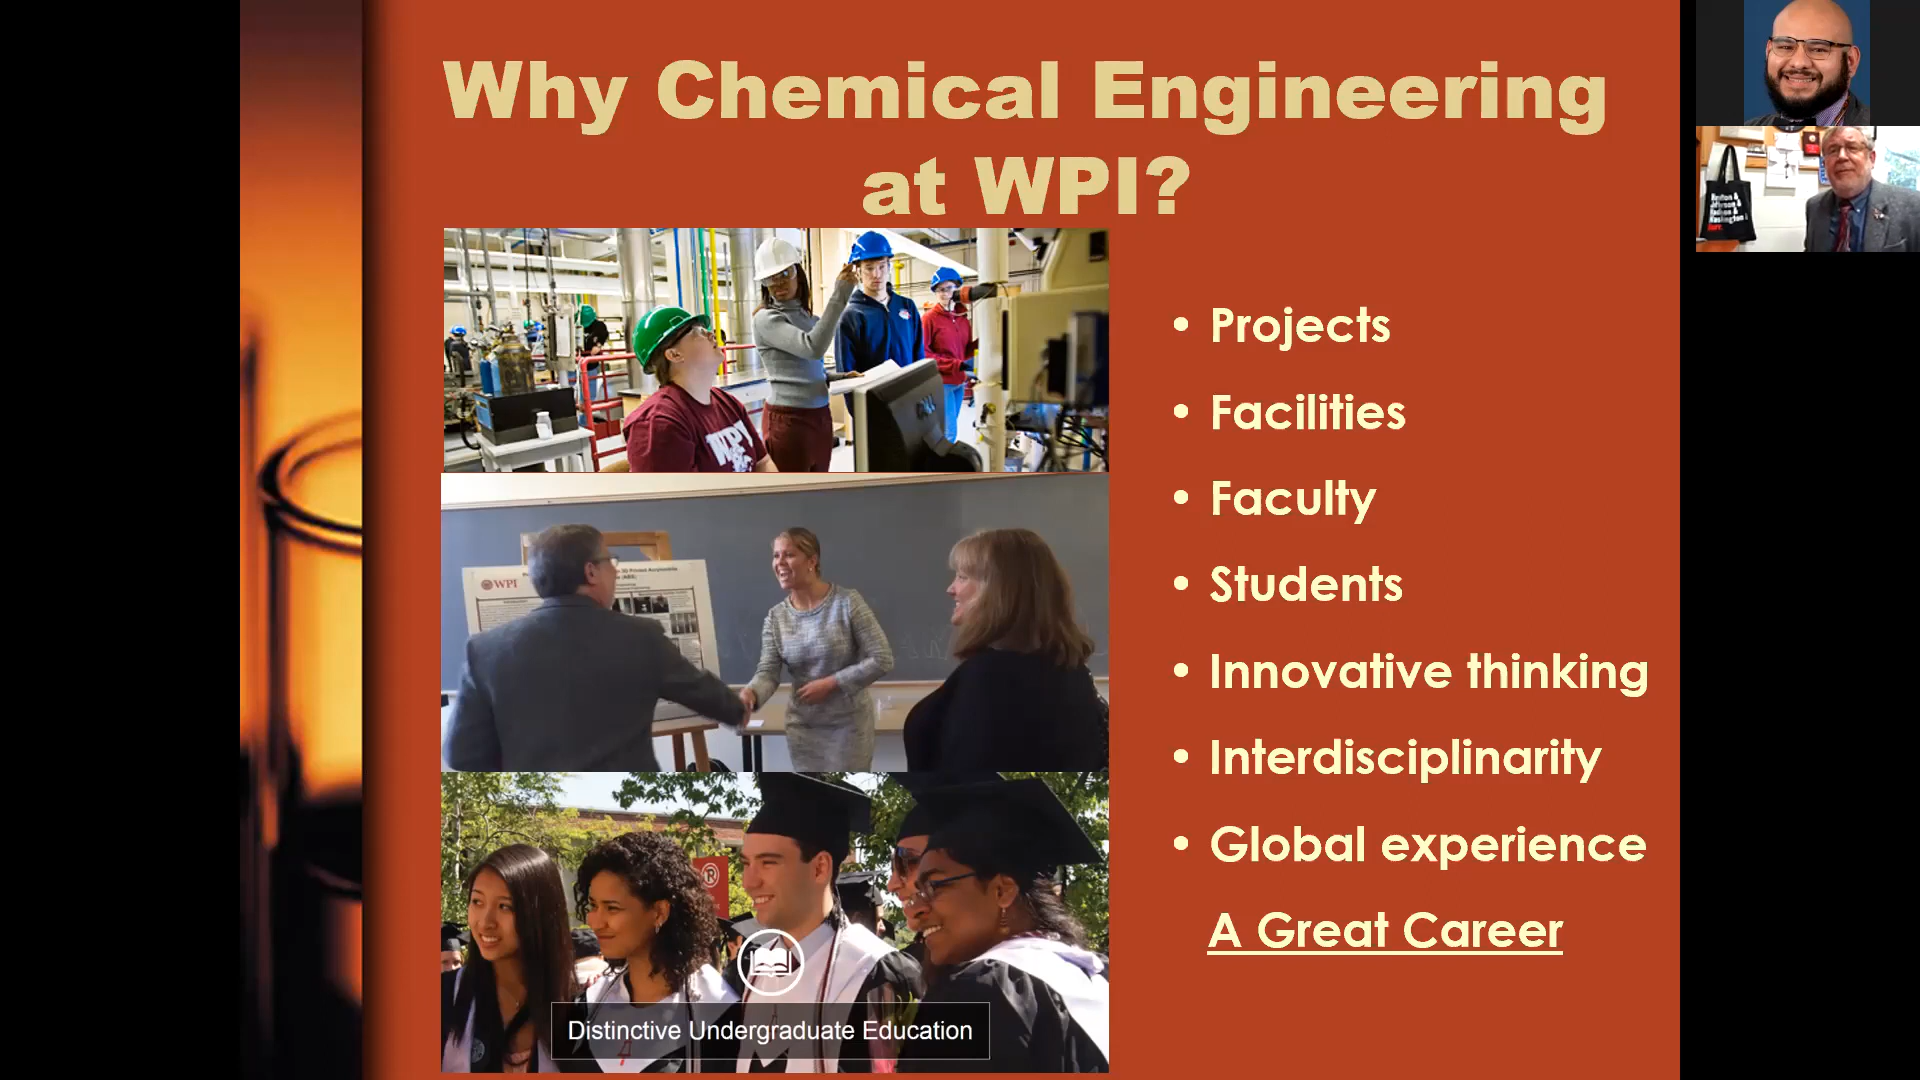 Why Chemical Engineering
at WPI?
WPI
WPI
• Projects
• Facilities
• Faculty
• Students
• Innovative thinking
• Interdisciplinarity
• Global experience
A Great Career
Distinctive Undergraduate Education